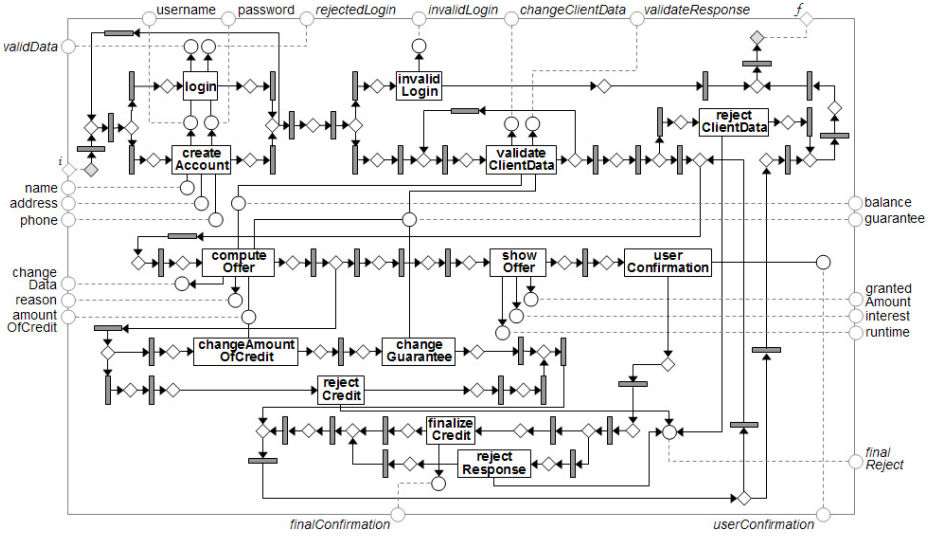 username
password
rejectedLogin
invalidLogin
changeClientData
validateResponse
f
validData
login
invalid
Login
reject
ClientData
create
Account
validate
ClientData
i
name
address
phone
balance
guarantee
compute
Offer
show
Offer
user
Confirmation
change
Data
reason
amount
OfCredit
granted
Amount
interest
runtime
changeAmount
OfCredit
change
Guarantee
reject
Credit
finalize
Credit
reject
Response
final
Reject
finalConfirmation
userConfirmation